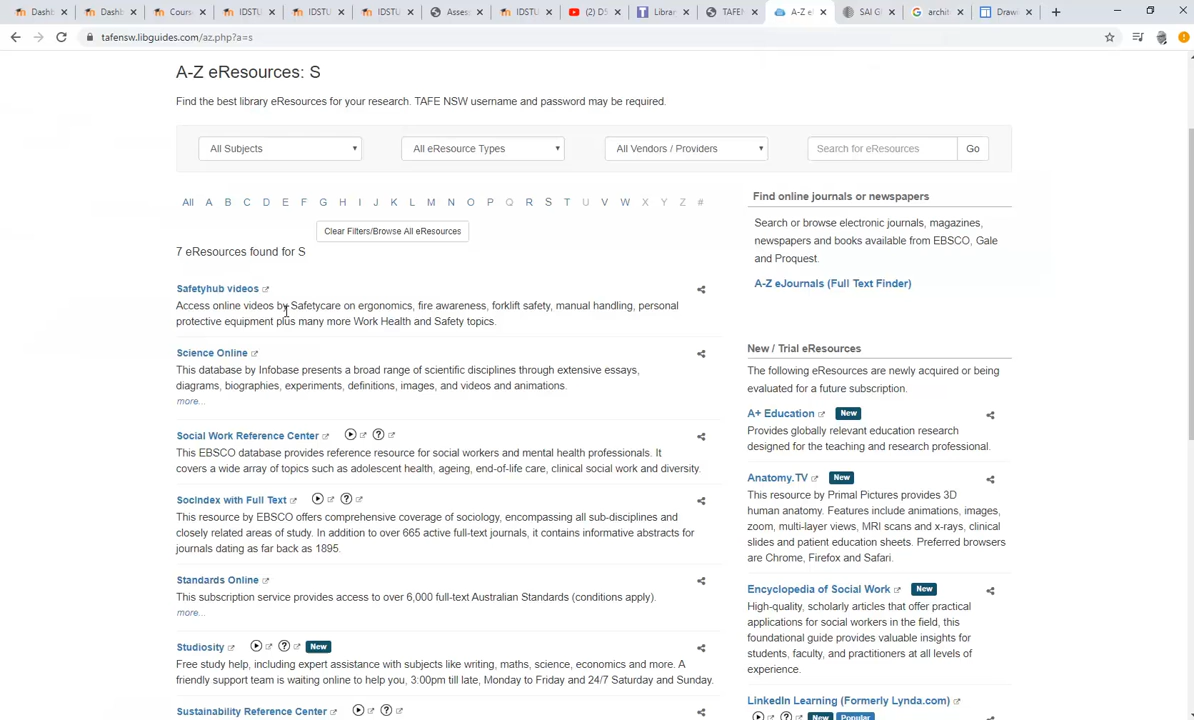 Dashb
Dashb
Course
IDSTU
IDSTU
IDSTU
Assess
IDSTU
(2) DS
Librar
TAFEN
A-Z eR
SAI Gl
archit
Drawi
tafensw.libguides.com/az.php?a=s
A-Z eResources: S
Find the best library eResources for your research. TAFE NSW username and password may be required.
All Subjects
All eResource Types
All Vendors / Providers
Search for eResources
Go
All A B C D E F G H I J K L M N O P Q R S T U V W X Y Z #
Clear Filters/Browse All eResources
7 eResources found for S
Safetyhub videos
Access online videos by Safetycare on ergonomics, fire awareness, forklift safety, manual handling, personal
protective equipment plus many more Work Health and Safety topics.
Science Online
This database by Infobase presents a broad range of scientific disciplines through extensive essays,
diagrams, biographies, experiments, definitions, images, and videos and animations.
more...
Social Work Reference Center
This EBSCO database provides reference resource for social workers and mental health professionals. It
covers a wide array of topics such as adolescent health, ageing, end-of-life care, clinical social work and diversity.
SocIndex with Full Text
This resource by EBSCO offers comprehensive coverage of sociology, encompassing all sub-disciplines and
closely related areas of study. In addition to over 665 active full-text journals, it contains informative abstracts for
journals dating as far back as 1895.
Standards Online
This subscription service provides access to over 6,000 full-text Australian Standards (conditions apply).
more...
Studiosity New
Free study help, including expert assistance with subjects like writing, maths, science, economics and more. A
friendly support team is waiting online to help you, 3:00pm till late, Monday to Friday and 24/7 Saturday and Sunday.
Sustainability Reference Center
Find online journals or newspapers
Search or browse electronic journals, magazines,
newspapers and books available from EBSCO, Gale
and Proquest.
A-Z eJournals (Full Text Finder)
New / Trial eResources
The following eResources are newly acquired or being
evaluated for a future subscription.
A+ Education New
Provides globally relevant education research
designed for the teaching and research professional.
Anatomy.TV New
This resource by Primal Pictures provides 3D
human anatomy. Features include animations, images,
zoom, multi-layer views, MRI scans and x-rays, clinical
slides and patient education sheets. Preferred browsers
are Chrome, Firefox and Safari.
Encyclopedia of Social Work New
High-quality, scholarly articles that offer practical
applications for social workers in the field, this
foundational guide provides valuable insights for
students, faculty, and practitioners at all levels of
experience.
LinkedIn Learning (Formerly Lynda.com)
New Popular